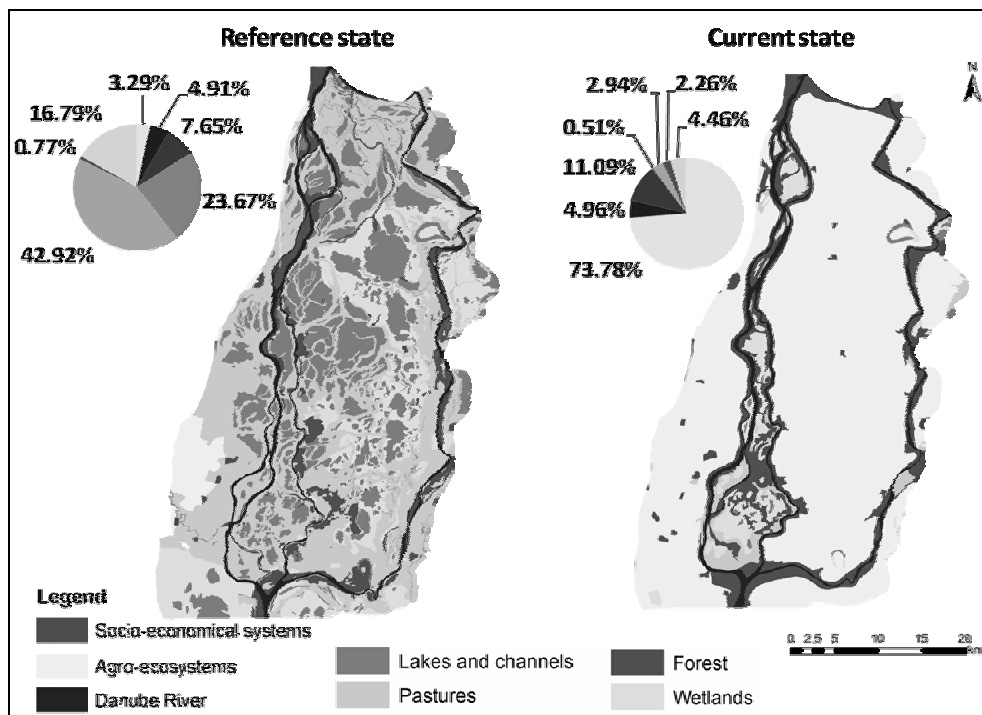 Reference state
Current state
3.29%
4.91%
16.79%
7.65%
0.77%
23.67%
42.92%
2.94%
2.26%
0.51%
4.46%
11.09%
4.96%
73.78%
N
Legend
Socio-economical systems
Agro-ecosystems
Danube River
Lakes and channels
Pastures
Forest
Wetlands
0 2.5 5 10 15 20
Km